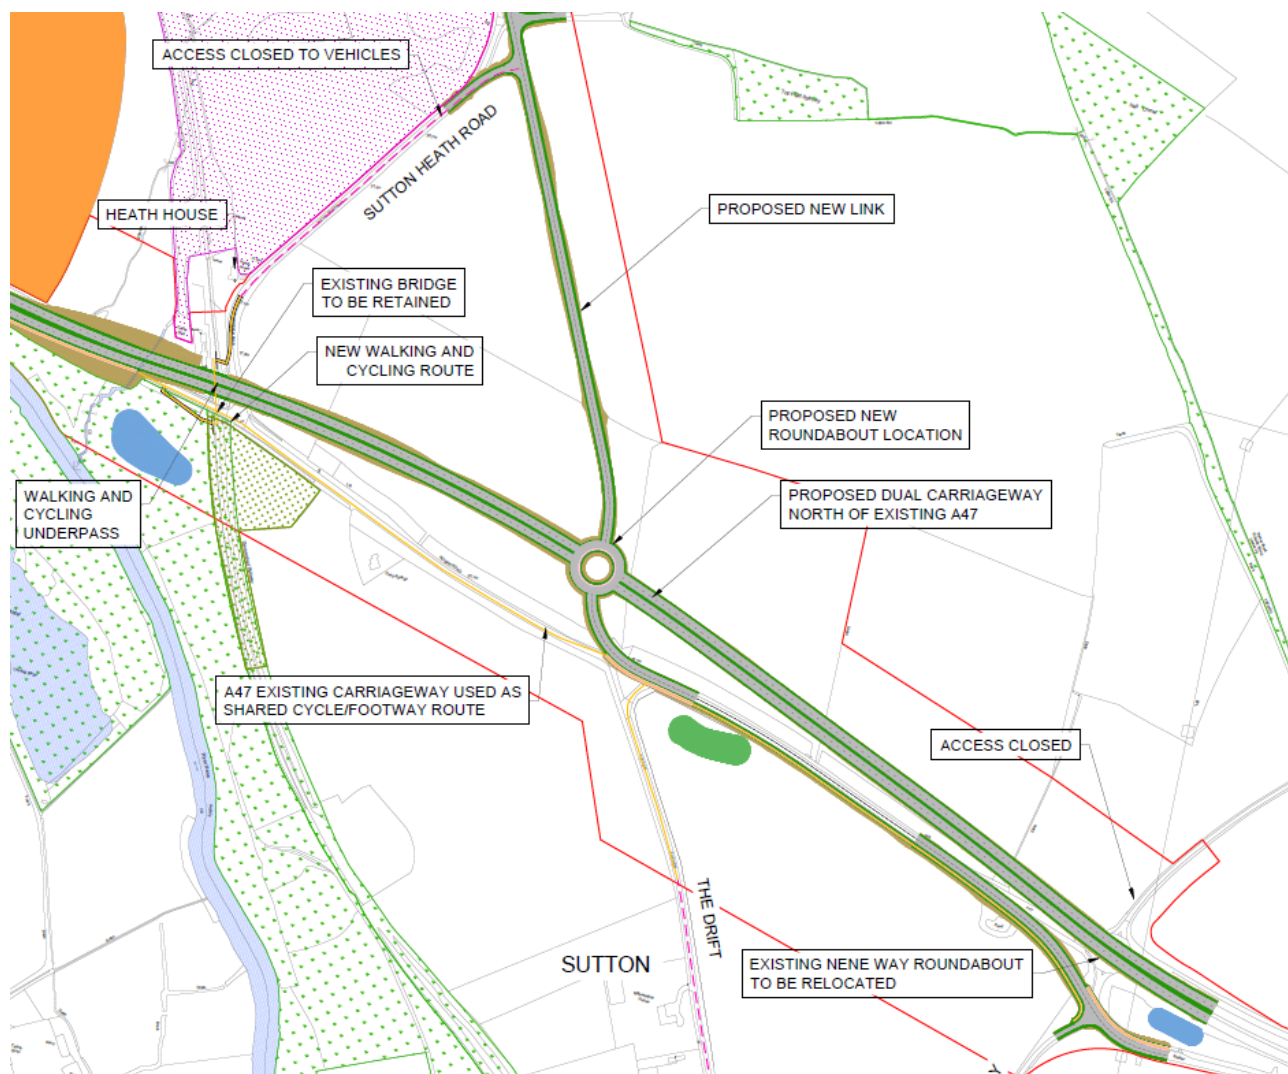 ACCESS CLOSED TO VEHICLES
SUTTON HEATH ROAD
HEATH HOUSE
PROPOSED NEW LINK
EXISTING BRIDGE
TO BE RETAINED
NEW WALKING AND
CYCLING ROUTE
PROPOSED NEW
ROUNDABOUT LOCATION
WALKING AND
CYCLING
UNDERPASS
PROPOSED DUAL CARRIAGEWAY
NORTH OF EXISTING A47
A47 EXISTING CARRIAGEWAY USED AS
SHARED CYCLE/FOOTWAY ROUTE
ACCESS CLOSED
THE DRIFT
SUTTON
EXISTING NENE WAY ROUNDABOUT
TO BE RELOCATED
Y